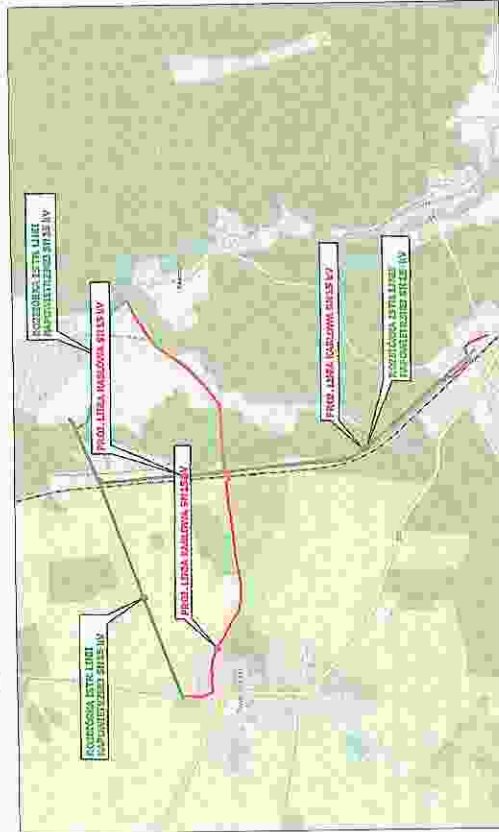 ROZBIÓRKA ISTN. LINII
NAPOWIETRZNEJ SN 15 kV
PROJ. LINIA KABLOWA SN 15 kV
PROJ. LINIA KABLOWA SN 15 kV
ROZBIÓRKA ISTN. LINII
NAPOWIETRZNEJ SN 15 kV
PROJ. LINIA KABLOWA SN 15 kV
ROZBIÓRKA ISTN. LINII
NAPOWIETRZNEJ SN 15 kV